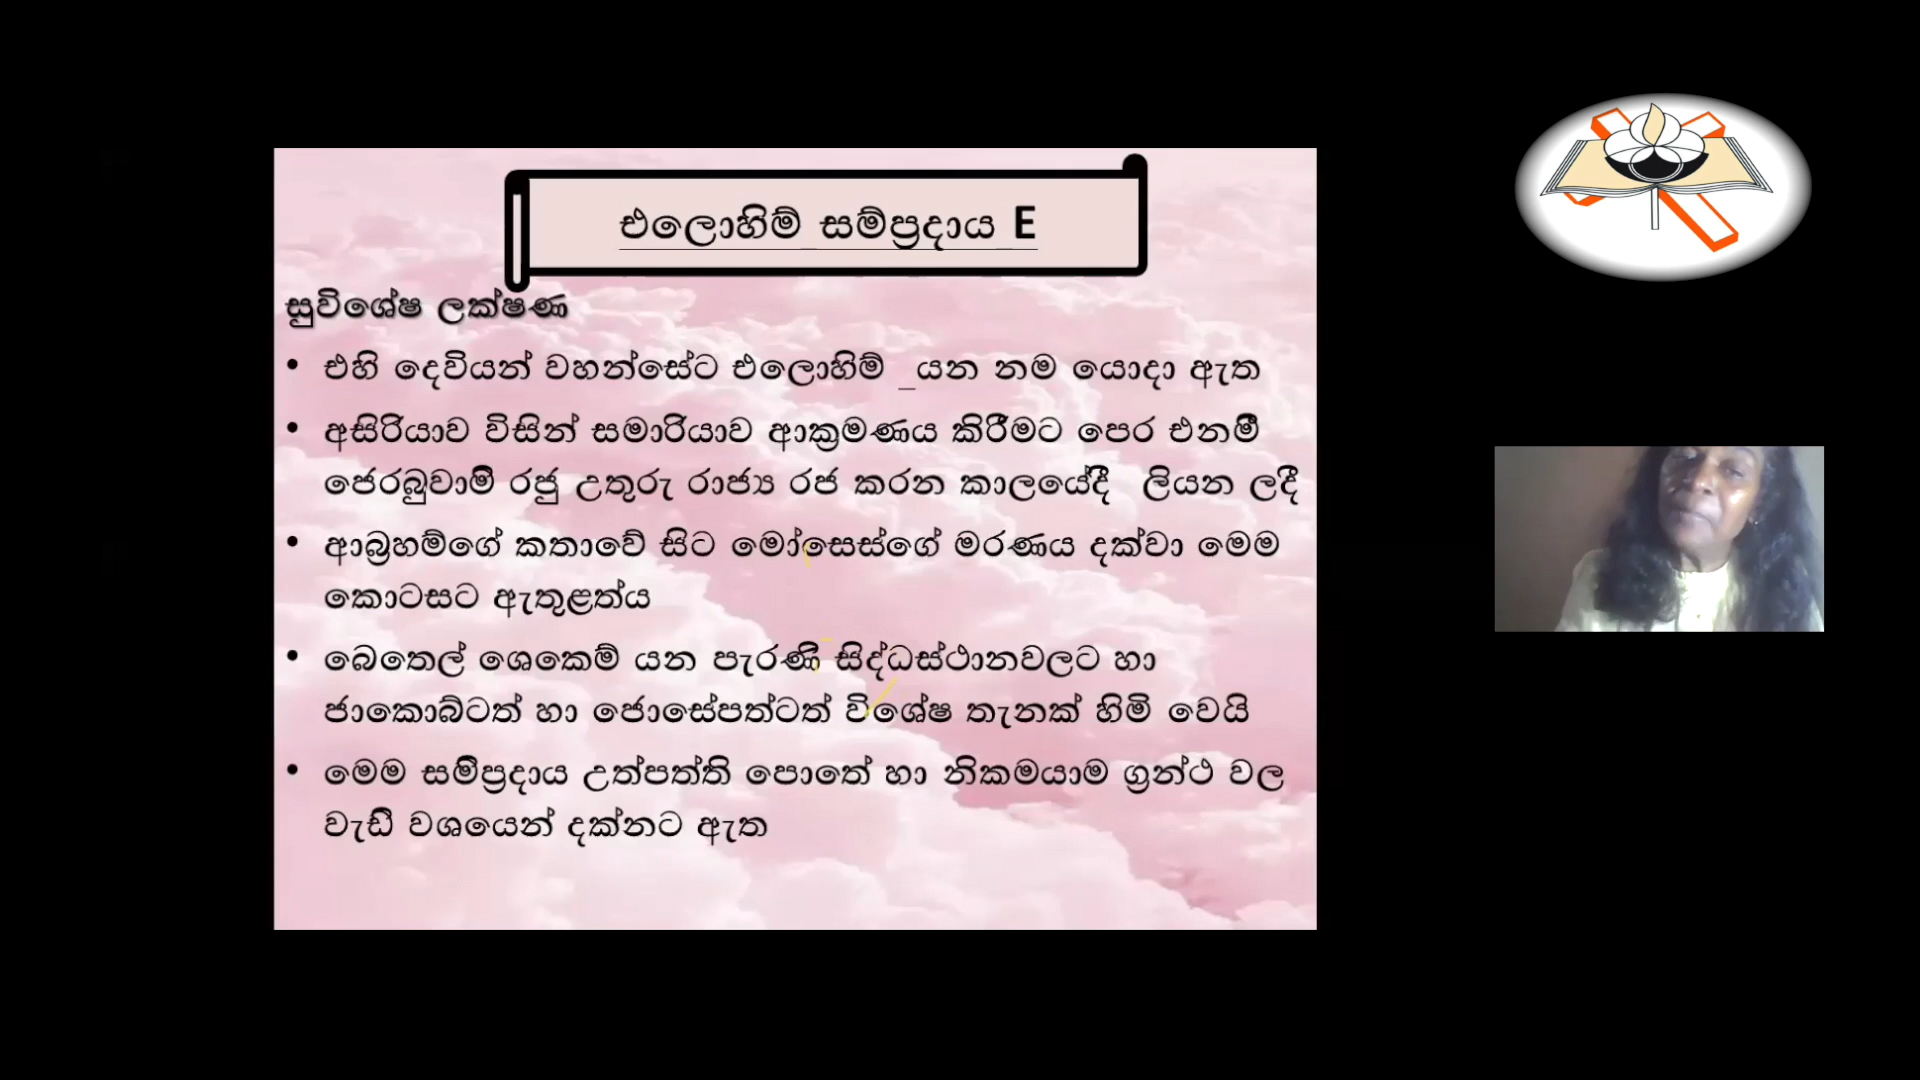 එලොහිම්_සම්ප්‍රදාය E
සුවිශේෂ ලක්ෂණ
• එහි දෙවියන් වහන්සේට එලොහිම් _යන නම යොදා ඇත
• අසිරියාව විසින් සමාරියාව ආක්‍රමණය කිරීමට පෙර එනම්
ජෙරබුවාම් රජු උතුරු රාජ්‍ය රජ කරන කාලයේදී ලියන ලදී
• ආබ්‍රහම්ගේ කතාවේ සිට මෝසෙස්ගේ මරණය දක්වා මෙම
කොටසට ඇතුළත්ය
• බෙතෙල් ශෙකෙම් යන පැරණි සිද්ධස්ථානවලට හා
ජාකොබ්ටත් හා ජොසේපත්ටත් විශේෂ තැනක් හිමි වෙයි
• මෙම සම්ප්‍රදාය උත්පත්ති පොතේ හා නිකමයාම ග්‍රන්ථ වල
වැඩි වශයෙන් දක්නට ඇත